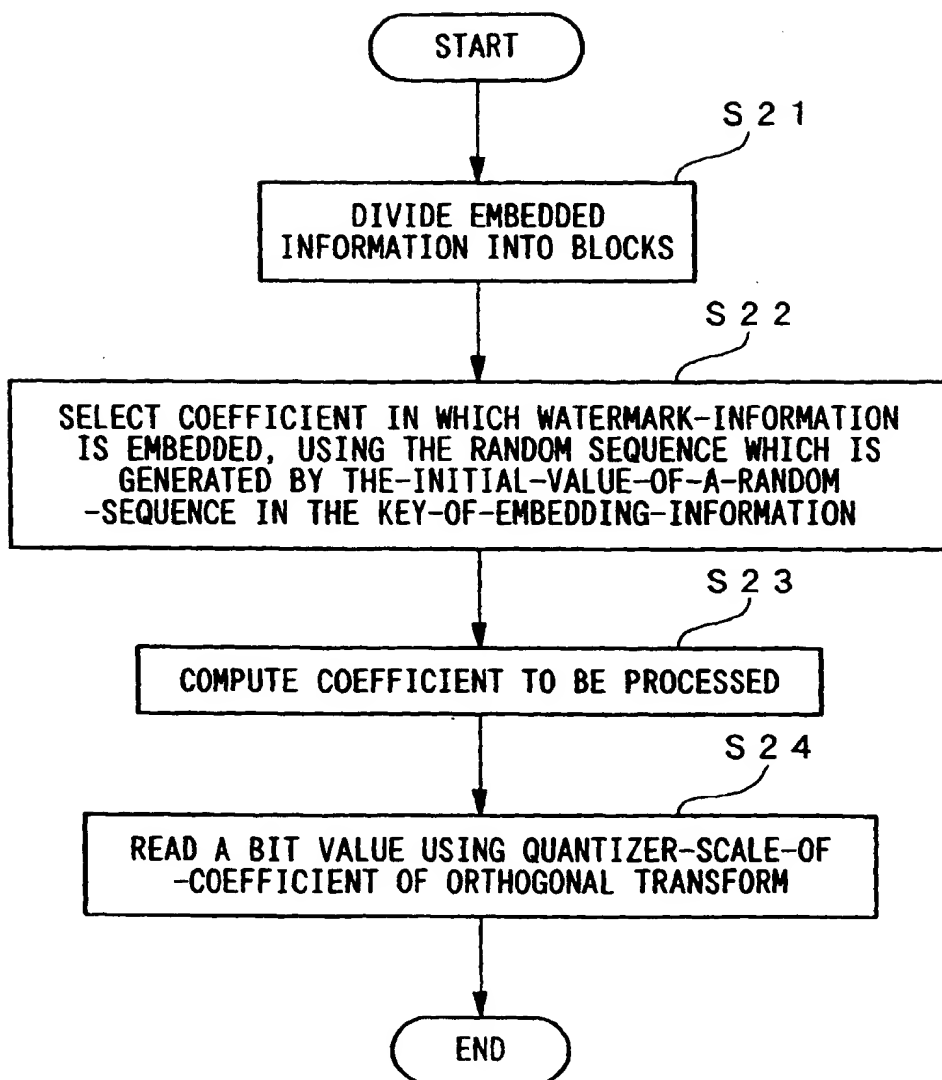 START
S21
DIVIDE EMBEDDED
INFORMATION INTO BLOCKS
S22
SELECT COEFFICIENT IN WHICH WATERMARK-INFORMATION
IS EMBEDDED, USING THE RANDOM SEQUENCE WHICH IS
GENERATED BY THE-INITIAL-VALUE-OF-A-RANDOM
-SEQUENCE IN THE KEY-OF-EMBEDDING-INFORMATION
S23
COMPUTE COEFFICIENT TO BE PROCESSED
S24
READ A BIT VALUE USING QUANTIZER-SCALE-OF
-COEFFICIENT OF ORTHOGONAL TRANSFORM
END